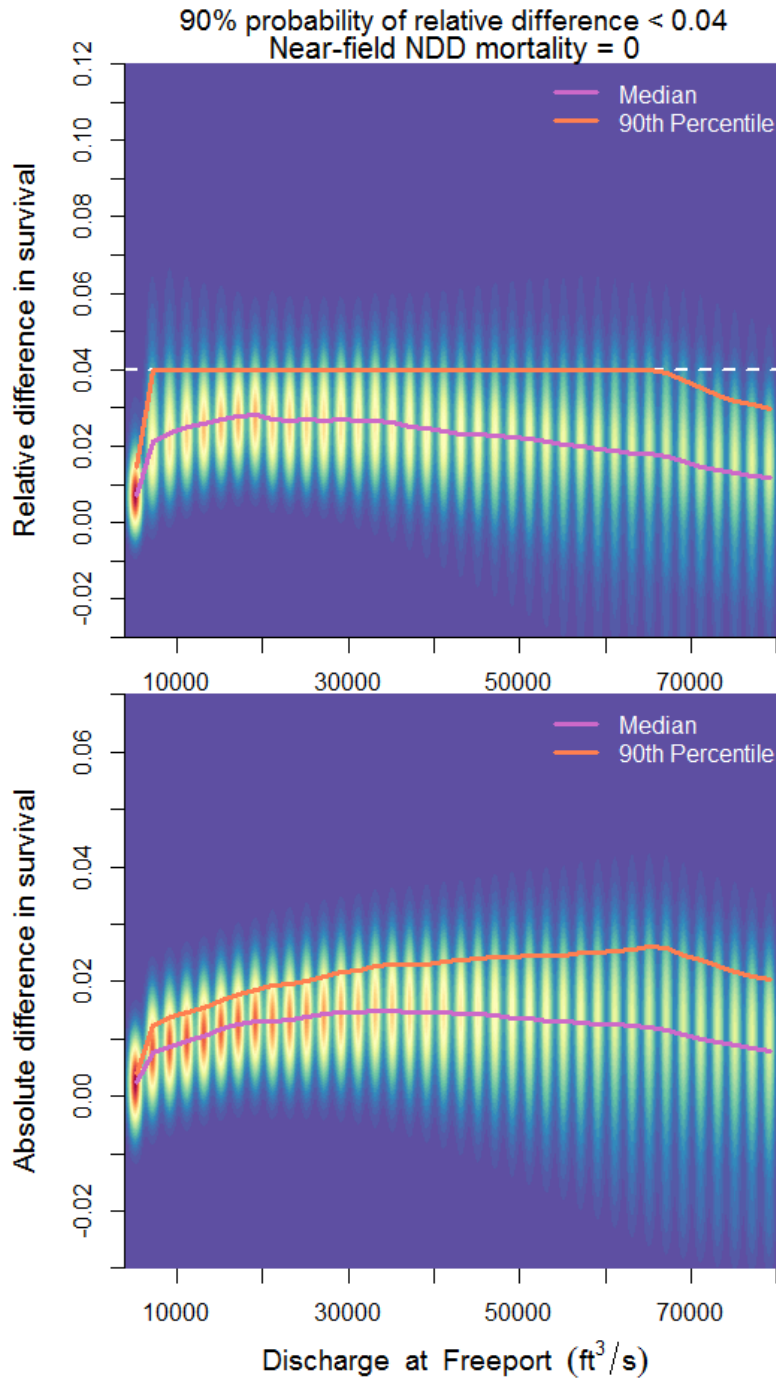 90% probability of relative difference < 0.04
Near-field NDD mortality = 0
Median
90th Percentile
Relative difference in survival
0.12
0.10
0.08
0.06
0.04
0.02
0.00
-0.02
10000 30000 50000 70000
Median
90th Percentile
Absolute difference in survival
0.06
0.04
0.02
0.00
-0.02
10000 30000 50000 70000
Discharge at Freeport (ft³/s)